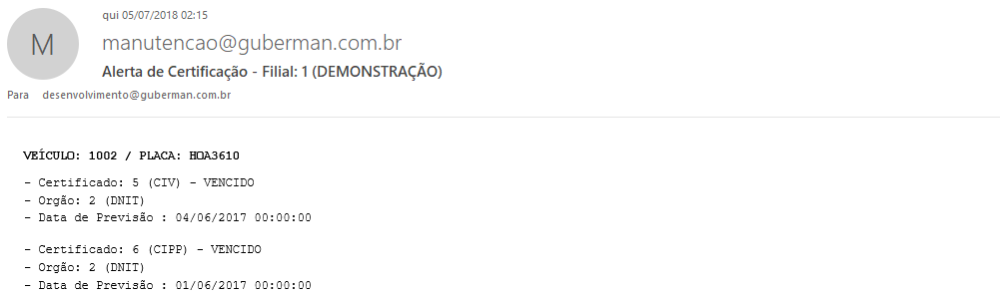 qui 05/07/2018 02:15
M
manutencao@guberman.com.br
Alerta de Certificação - Filial: 1 (DEMONSTRAÇÃO)
Para desenvolvimento@guberman.com.br
VEÍCULO: 1002 / PLACA: HOA3610
- Certificado: 5 (CIV) - VENCIDO
- Orgão: 2 (DNIT)
- Data de Previsão : 04/06/2017 00:00:00
- Certificado: 6 (CIPP) - VENCIDO
- Orgão: 2 (DNIT)
- Data de Previsão : 01/06/2017 00:00:00